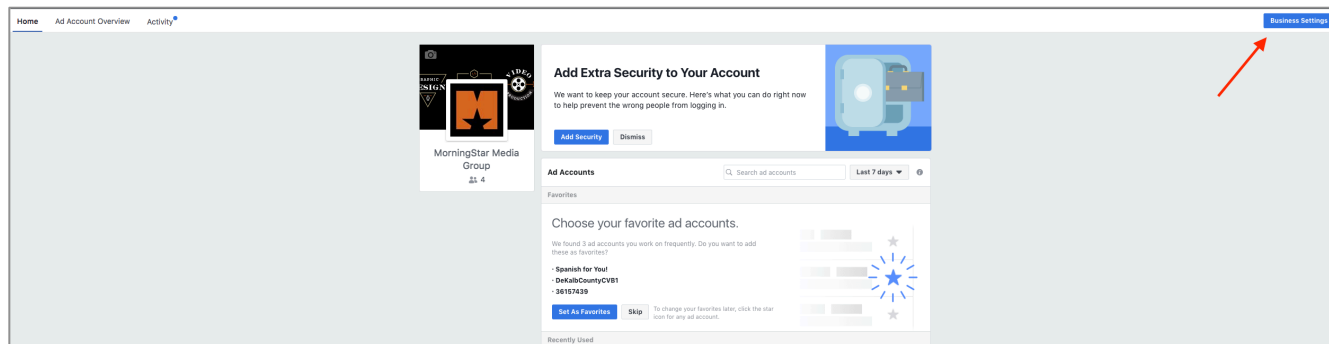 Home Ad Account Overview Activity
Business Settings
GRAPHIC
DESIGN
VIDEO
PRODUCTION
MorningStar Media
Group
4
Add Extra Security to Your Account
We want to keep your account secure. Here's what you can do right now
to help prevent the wrong people from logging in.
Add Security Dismiss
Ad Accounts Search ad accounts Last 7 days
Favorites
Choose your favorite ad accounts.
We found 3 ad accounts you work on frequently. Do you want to add
these as favorites?
· Spanish for You!
· DeKalbCountyCVB1
· 36157439
Set As Favorites Skip To change your favorites later, click the star
icon for any ad account.
Recently Used